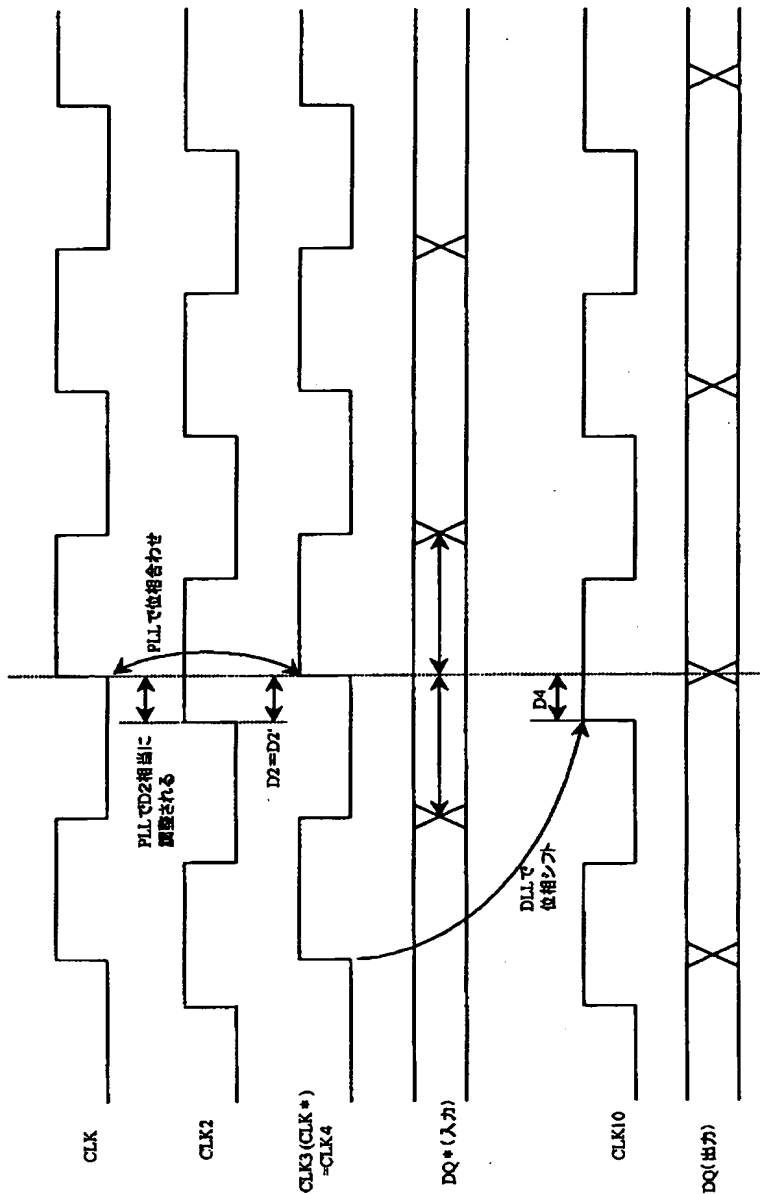 CLK
CLK2
CLK3 (CLK*)
=CLK4
DQ*(入力)
CLK10
DQ(出力)
PLLでD2相当に
調整される
PLLで位相合わせ
D2=D2'
DLLで
位相シフト
D4